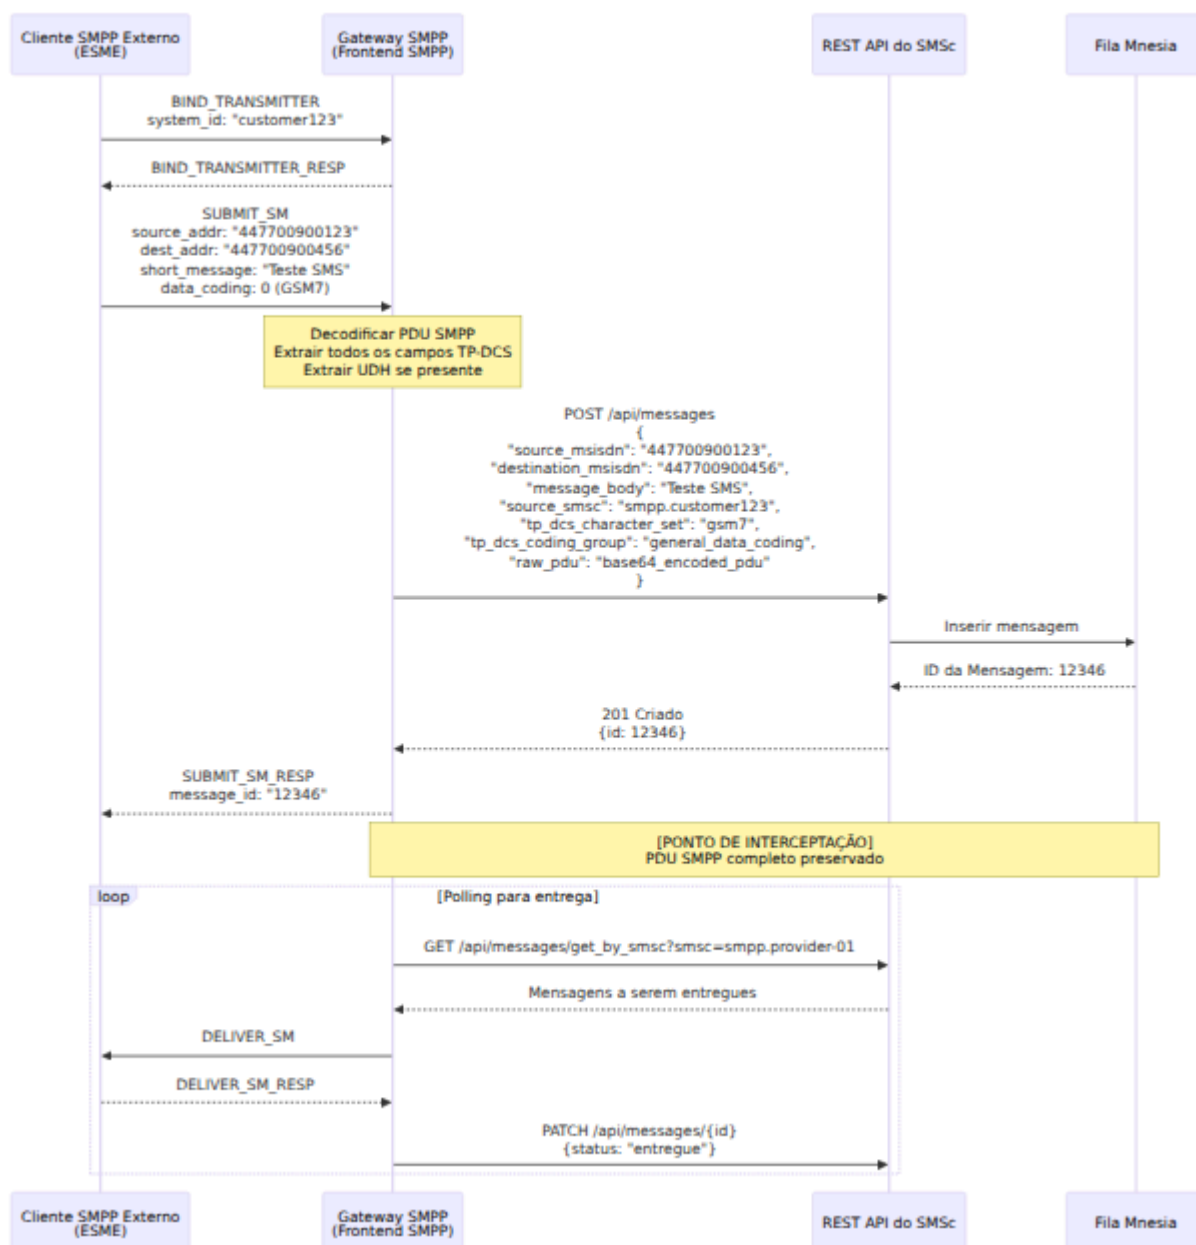 Cliente SMPP Externo
(ESME)
Gateway SMPP
(Frontend SMPP)
REST API do SMSc
Fila Mnesia
BIND_TRANSMITTER
system_id: "customer123"
BIND_TRANSMITTER_RESP
SUBMIT_SM
source_addr: "447700900123"
dest_addr: "447700900456"
short_message: "Teste SMS"
data_coding: 0 (GSM7)
Decodificar PDU SMPP
Extrair todos os campos TP-DCS
Extrair UDH se presente
POST /api/messages
{
"source_msisdn": "447700900123",
"destination_msisdn": "447700900456",
"message_body": "Teste SMS",
"source_smsc": "smpp.customer123",
"tp_dcs_character_set": "gsm7",
"tp_dcs_coding_group": "general_data_coding",
"raw_pdu": "base64_encoded_pdu"
}
Inserir mensagem
ID da Mensagem: 12346
201 Criado
{id: 12346}
SUBMIT_SM_RESP
message_id: "12346"
[PONTO DE INTERCEPTAÇÃO]
PDU SMPP completo preservado
loop
[Polling para entrega]
GET /api/messages/get_by_smsc?smsc=smpp.provider-01
Mensagens a serem entregues
DELIVER_SM
DELIVER_SM_RESP
PATCH /api/messages/{id}
{status: "entregue"}
Cliente SMPP Externo
(ESME)
Gateway SMPP
(Frontend SMPP)
REST API do SMSc
Fila Mnesia